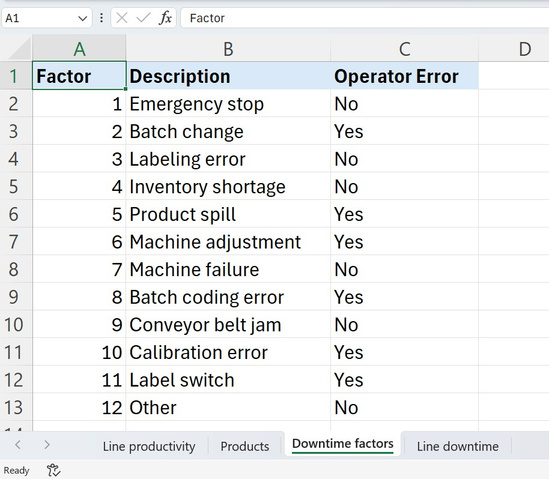 A1 fx Factor
A B C D
1 Factor Description Operator Error
2 1 Emergency stop No
3 2 Batch change Yes
4 3 Labeling error No
5 4 Inventory shortage No
6 5 Product spill Yes
7 6 Machine adjustment Yes
8 7 Machine failure No
9 8 Batch coding error Yes
10 9 Conveyor belt jam No
11 10 Calibration error Yes
12 11 Label switch Yes
13 12 Other No
Line productivity Products Downtime factors Line downtime
Ready